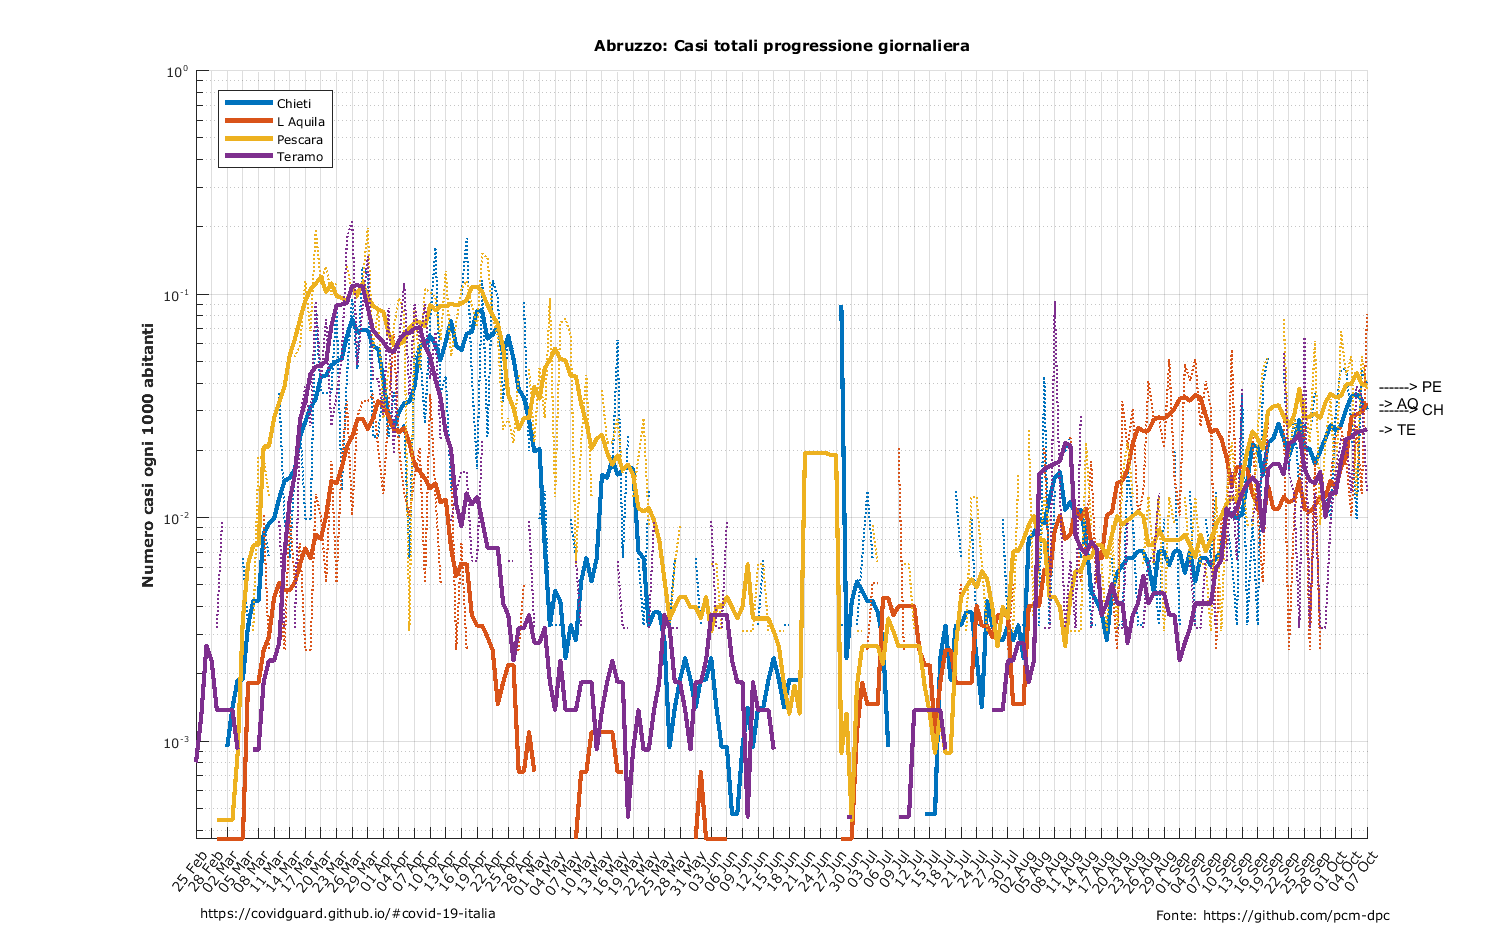 Abruzzo: Casi totali progressione giornaliera
10^0
10^-1
10^-2
10^-3
Numero casi ogni 1000 abitanti
Chieti
L Aquila
Pescara
Teramo
------> PE
-> AQ
------> CH
-> TE
25 Feb
28 Feb
02 Mar
05 Mar
08 Mar
11 Mar
14 Mar
17 Mar
20 Mar
23 Mar
26 Mar
29 Mar
01 Apr
04 Apr
07 Apr
10 Apr
13 Apr
16 Apr
19 Apr
22 Apr
25 Apr
28 Apr
01 May
04 May
07 May
10 May
13 May
16 May
19 May
22 May
25 May
28 May
31 May
03 Jun
06 Jun
09 Jun
12 Jun
15 Jun
18 Jun
21 Jun
24 Jun
27 Jun
30 Jun
03 Jul
06 Jul
09 Jul
12 Jul
15 Jul
18 Jul
21 Jul
24 Jul
27 Jul
30 Jul
02 Aug
05 Aug
08 Aug
11 Aug
14 Aug
17 Aug
20 Aug
23 Aug
26 Aug
29 Aug
01 Sep
04 Sep
07 Sep
10 Sep
13 Sep
16 Sep
19 Sep
22 Sep
25 Sep
28 Sep
01 Oct
04 Oct
07 Oct
https://covidguard.github.io/#covid-19-italia
Fonte: https://github.com/pcm-dpc